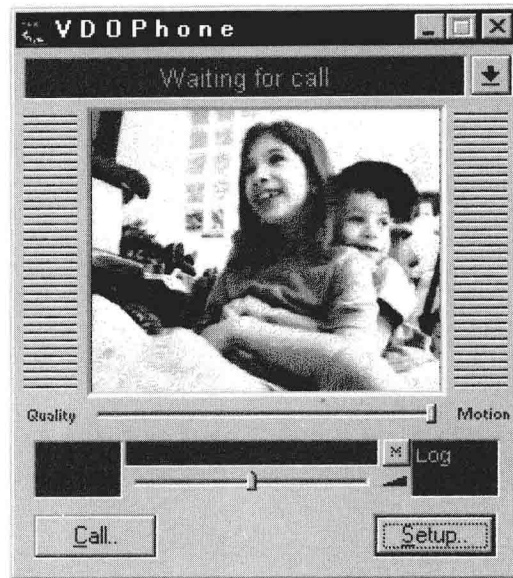 VDOPhone
Waiting for call
Quality Motion
M Log
Call.. Setup..